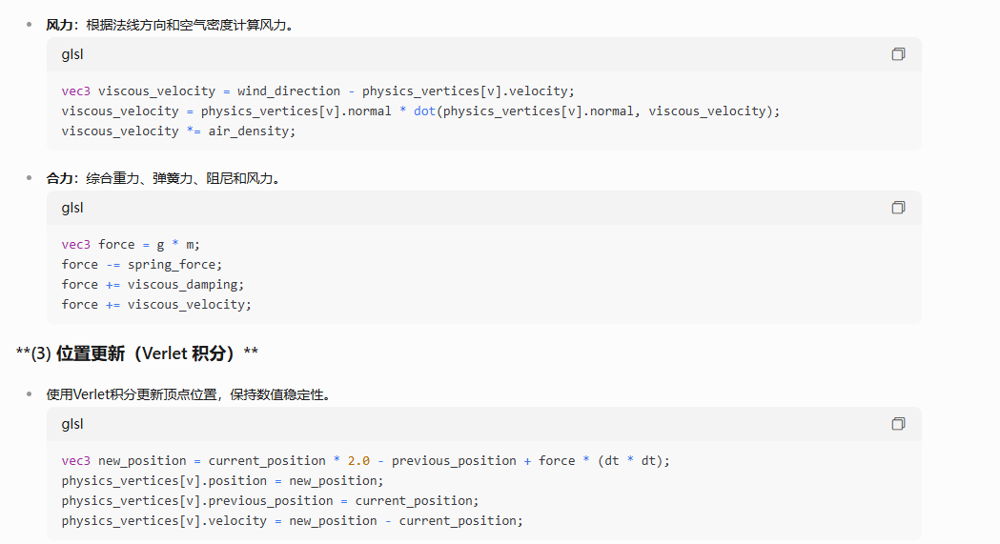 风力：根据法线方向和空气密度计算风力。
glsl
vec3 viscous_velocity = wind_direction - physics_vertices[v].velocity;
viscous_velocity = physics_vertices[v].normal * dot(physics_vertices[v].normal, viscous_velocity);
viscous_velocity *= air_density;
合力：综合重力、弹簧力、阻尼和风力。
glsl
vec3 force = g * m;
force -= spring_force;
force += viscous_damping;
force += viscous_velocity;
**(3) 位置更新（Verlet 积分）**
使用Verlet积分更新顶点位置，保持数值稳定性。
glsl
vec3 new_position = current_position * 2.0 - previous_position + force * (dt * dt);
physics_vertices[v].position = new_position;
physics_vertices[v].previous_position = current_position;
physics_vertices[v].velocity = new_position - current_position;